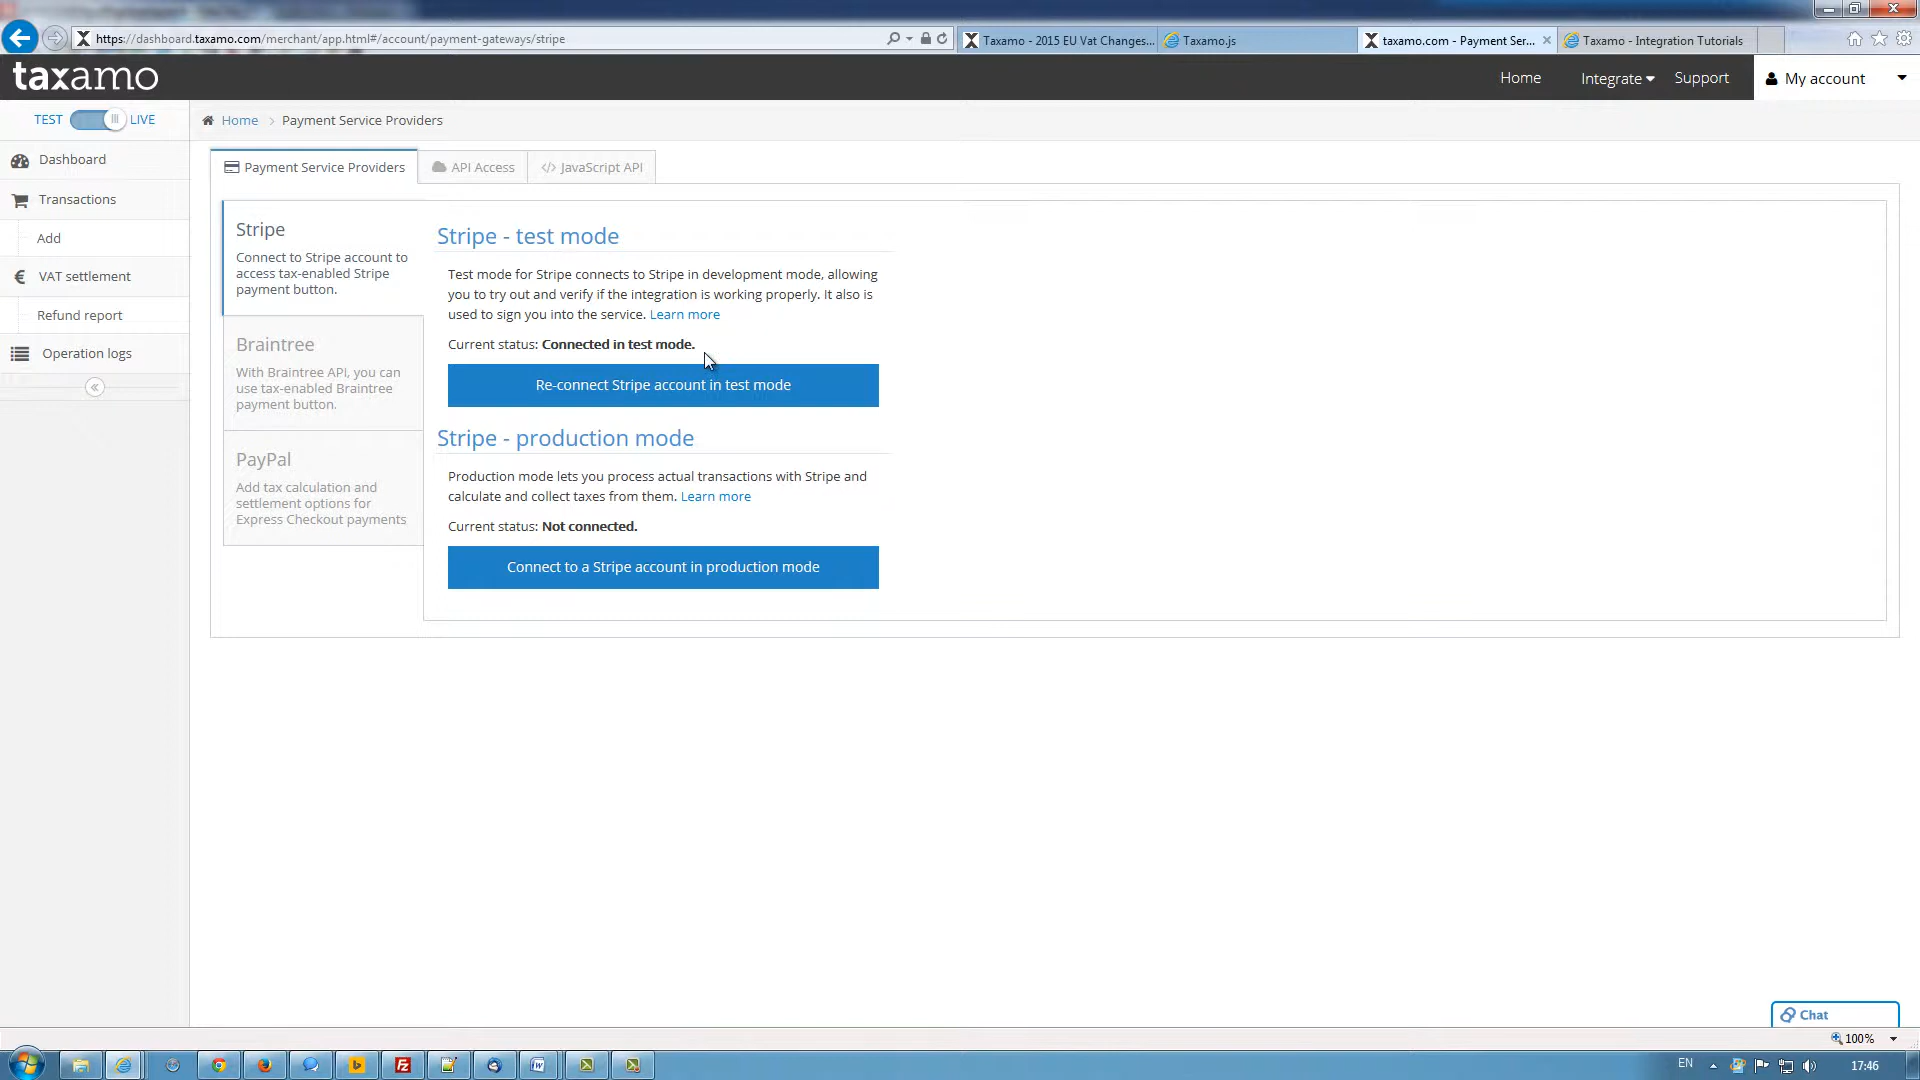 https://dashboard.taxamo.com/merchant/app.html#/account/payment-gateways/stripe
Taxamo - 2015 EU Vat Changes...
Taxamo.js
taxamo.com - Payment Ser...
Taxamo - Integration Tutorials
taxamo
Home
Integrate
Support
My account
TEST
LIVE
Home > Payment Service Providers
Dashboard
Transactions
Add
VAT settlement
Refund report
Operation logs
Payment Service Providers
API Access
JavaScript API
Stripe
Connect to Stripe account to
access tax-enabled Stripe
payment button.
Braintree
With Braintree API, you can
use tax-enabled Braintree
payment button.
PayPal
Add tax calculation and
settlement options for
Express Checkout payments
Stripe - test mode
Test mode for Stripe connects to Stripe in development mode, allowing
you to try out and verify if the integration is working properly. It also is
used to sign you into the service. Learn more
Current status: Connected in test mode.
Re-connect Stripe account in test mode
Stripe - production mode
Production mode lets you process actual transactions with Stripe and
calculate and collect taxes from them. Learn more
Current status: Not connected.
Connect to a Stripe account in production mode
Chat
100%
EN
17:46